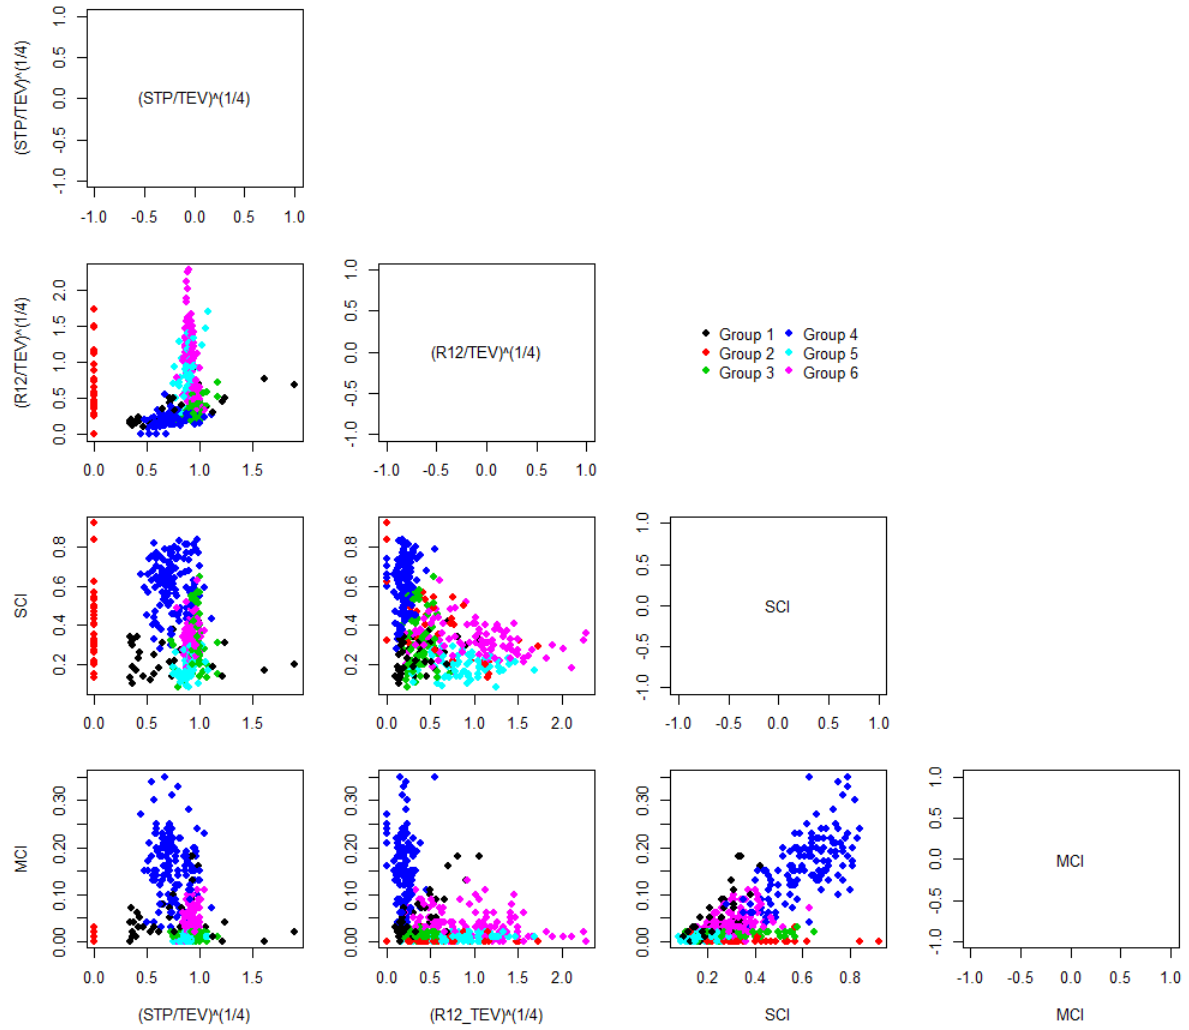 (STP/TEV)^(1/4)
1.0
0.5
0.0
-0.5
-1.0
(STP/TEV)^(1/4)
-1.0 -0.5 0.0 0.5 1.0
(R12/TEV)^(1/4)
2.0
1.5
1.0
0.5
0.0
0.0 0.5 1.0 1.5
1.0
0.5
0.0
-0.5
-1.0
(R12/TEV)^(1/4)
-1.0 -0.5 0.0 0.5 1.0
Group 1 Group 4
Group 2 Group 5
Group 3 Group 6
SCI
0.8
0.6
0.4
0.2
0.0 0.5 1.0 1.5
0.8
0.6
0.4
0.2
0.0 0.5 1.0 1.5 2.0
1.0
0.5
0.0
-0.5
-1.0
SCI
-1.0 -0.5 0.0 0.5 1.0
MCI
0.30
0.20
0.10
0.00
0.0 0.5 1.0 1.5
(STP/TEV)^(1/4)
0.30
0.20
0.10
0.00
0.0 0.5 1.0 1.5 2.0
(R12_TEV)^(1/4)
0.30
0.20
0.10
0.00
0.2 0.4 0.6 0.8
SCI
1.0
0.5
0.0
-0.5
-1.0
MCI
-1.0 -0.5 0.0 0.5 1.0
MCI